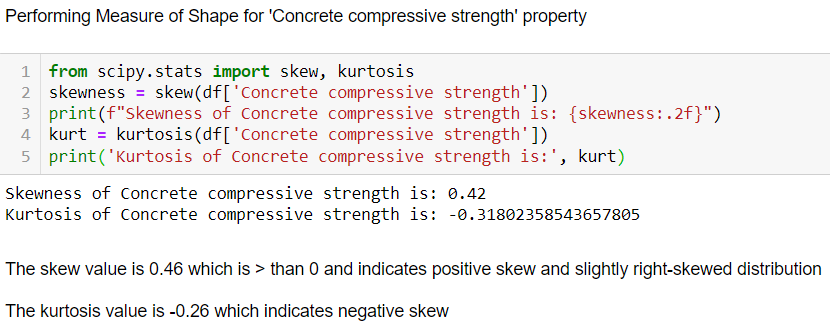 Performing Measure of Shape for 'Concrete compressive strength' property
1 from scipy.stats import skew, kurtosis
2 skewness = skew(df['Concrete compressive strength'])
3 print(f"Skewness of Concrete compressive strength is: {skewness:.2f}")
4 kurt = kurtosis(df['Concrete compressive strength'])
5 print('Kurtosis of Concrete compressive strength is:', kurt)
Skewness of Concrete compressive strength is: 0.42
Kurtosis of Concrete compressive strength is: -0.31802358543657805
The skew value is 0.46 which is > than 0 and indicates positive skew and slightly right-skewed distribution
The kurtosis value is -0.26 which indicates negative skew